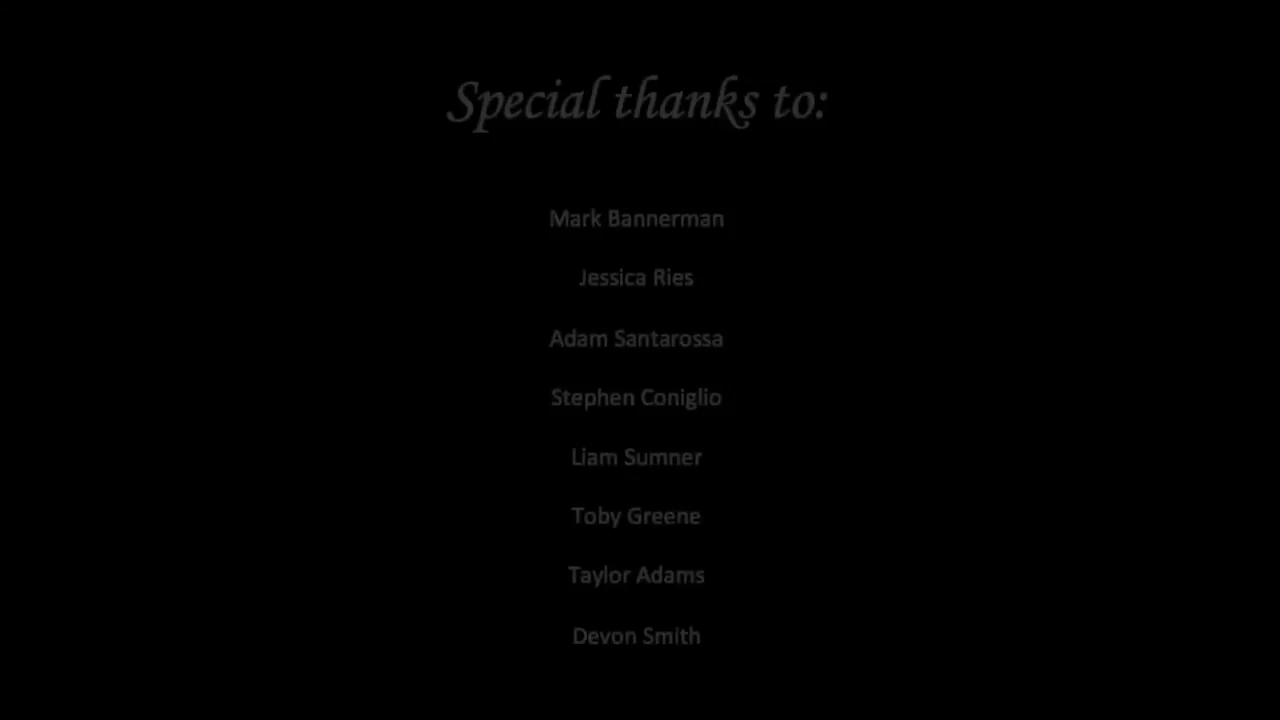 Special thanks to:
Mark Bannerman
Jessica Ries
Adam Santarossa
Stephen Coniglio
Liam Sumner
Toby Greene
Taylor Adams
Devon Smith